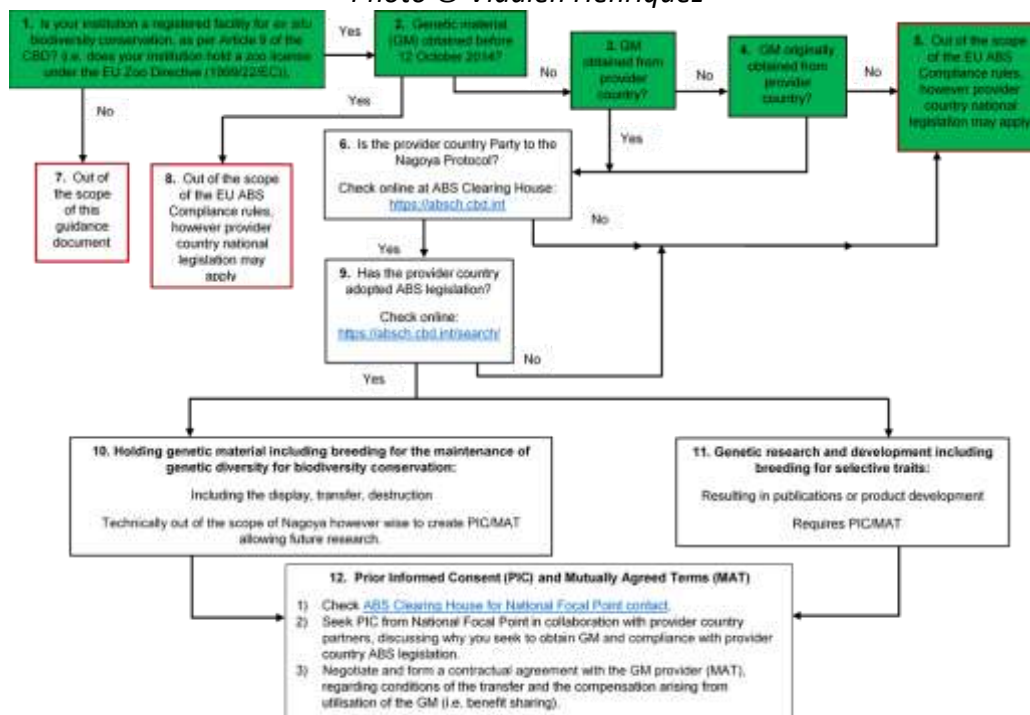 Photo © Viadlen Henriquez
1. Is your institution a registered facility for ex situ
biodiversity conservation, as per Article 9 of the
CBD? (i.e. does your institution hold a zoo license
under the EU Zoo Directive (1999/22/EC)).
Yes
2. Genetic material
(GM) obtained before
12 October 2014?
No
3. GM
obtained from
provider
country?
No
4. GM originally
obtained from
provider
country?
No
5. Out of the scope
of the EU ABS
Compliance rules,
however provider
country national
legislation may apply
No
Yes
Yes
7. Out of
the scope
of this
guidance
document
8. Out of the scope
of the EU ABS
Compliance rules,
however provider
country national
legislation may
apply
6. Is the provider country Party to the
Nagoya Protocol?
Check online at ABS Clearing House:
https://absch.cbd.int
No
Yes
9. Has the provider country
adopted ABS legislation?
Check online:
https://absch.cbd.int/search/
No
Yes
10. Holding genetic material including breeding for the maintenance of
genetic diversity for biodiversity conservation:
Including the display, transfer, destruction
Technically out of the scope of Nagoya however wise to create PIC/MAT
allowing future research.
11. Genetic research and development including
breeding for selective traits:
Resulting in publications or product development
Requires PIC/MAT
12. Prior Informed Consent (PIC) and Mutually Agreed Terms (MAT)
1) Check ABS Clearing House for National Focal Point contact.
2) Seek PIC from National Focal Point in collaboration with provider country
partners, discussing why you seek to obtain GM and compliance with provider
country ABS legislation.
3) Negotiate and form a contractual agreement with the GM provider (MAT),
regarding conditions of the transfer and the compensation arising from
utilisation of the GM (i.e. benefit sharing).